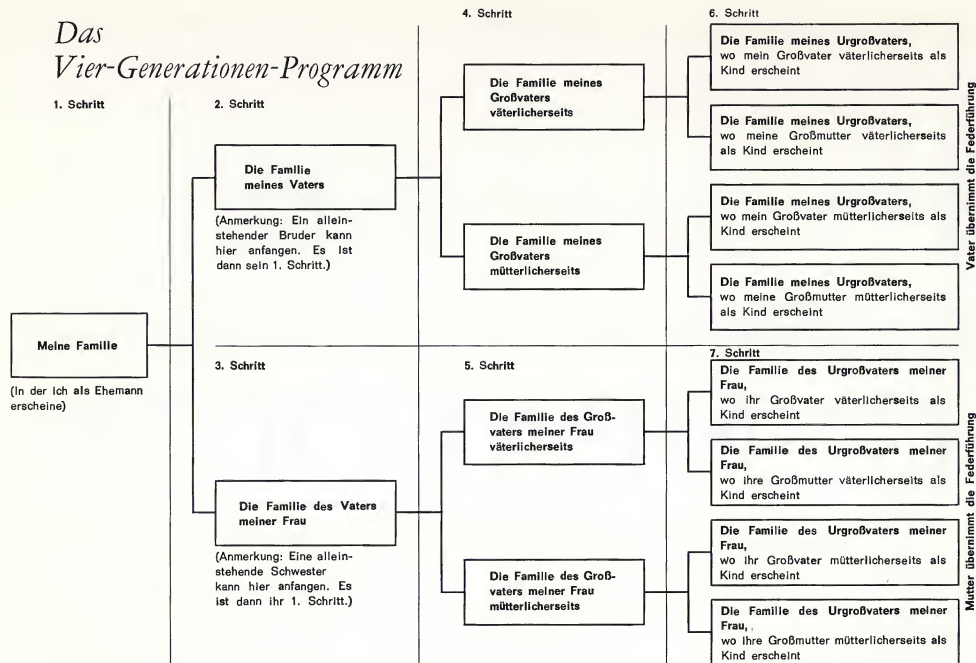 Das
Vier-Generationen-Programm
1. Schritt
Meine Familie
(In der ich als Ehemann
erscheine)
2. Schritt
Die Familie
meines Vaters
(Anmerkung: Ein allein-
stehender Bruder kann
hier anfangen. Es ist
dann sein 1. Schritt.)
3. Schritt
Die Familie des Vaters
meiner Frau
(Anmerkung: Eine allein-
stehende Schwester
kann hier anfangen. Es
ist dann ihr 1. Schritt.)
4. Schritt
Die Familie meines
Großvaters
väterlicherseits
Die Familie meines
Großvaters
mütterlicherseits
5. Schritt
Die Familie des Groß-
vaters meiner Frau
väterlicherseits
Die Familie des Groß-
vaters meiner Frau
mütterlicherseits
6. Schritt
Die Familie meines Urgroßvaters,
wo mein Großvater väterlicherseits als
Kind erscheint
Die Familie meines Urgroßvaters,
wo meine Großmutter väterlicherseits
als Kind erscheint
Die Familie meines Urgroßvaters,
wo mein Großvater mütterlicherseits als
Kind erscheint
Die Familie meines Urgroßvaters,
wo meine Großmutter mütterlicherseits
als Kind erscheint
Vater übernimmt die Federführung
7. Schritt
Die Familie des Urgroßvaters meiner
Frau,
wo ihr Großvater väterlicherseits als
Kind erscheint
Die Familie des Urgroßvaters meiner
Frau,
wo ihre Großmutter väterlicherseits als
Kind erscheint
Die Familie des Urgroßvaters meiner
Frau,
wo ihr Großvater mütterlicherseits als
Kind erscheint
Die Familie des Urgroßvaters meiner
Frau,
wo ihre Großmutter mütterlicherseits als
Kind erscheint
Mutter übernimmt die Federführung